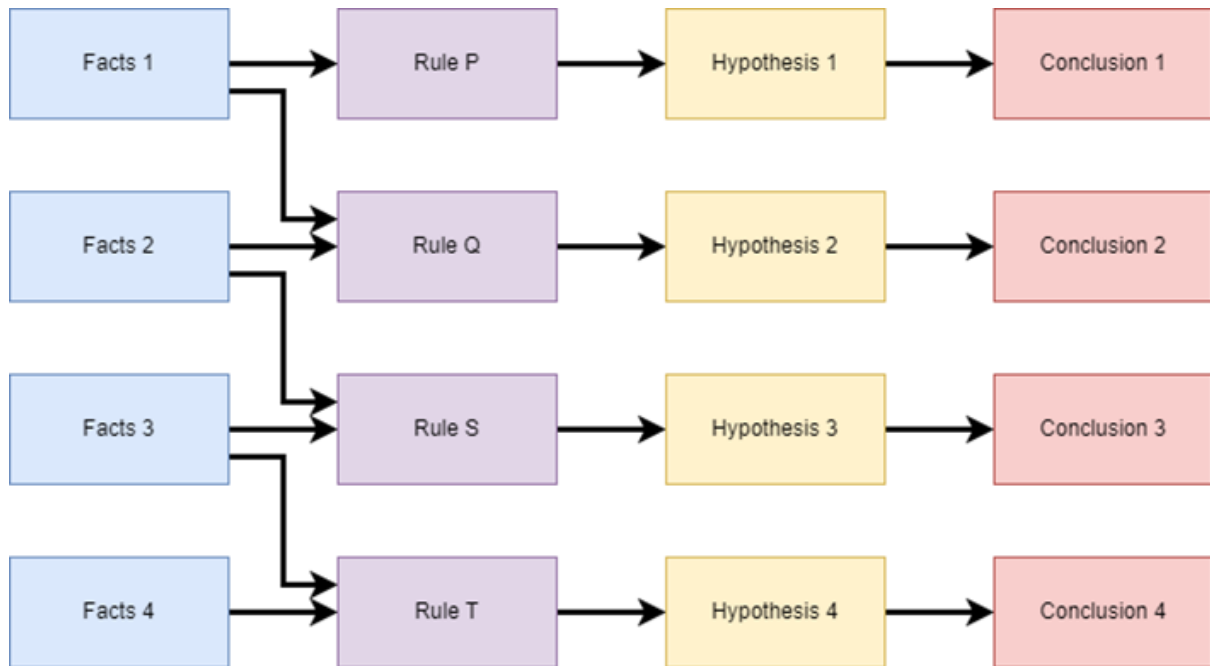 Facts 1
Rule P
Hypothesis 1
Conclusion 1
Facts 2
Rule Q
Hypothesis 2
Conclusion 2
Facts 3
Rule S
Hypothesis 3
Conclusion 3
Facts 4
Rule T
Hypothesis 4
Conclusion 4